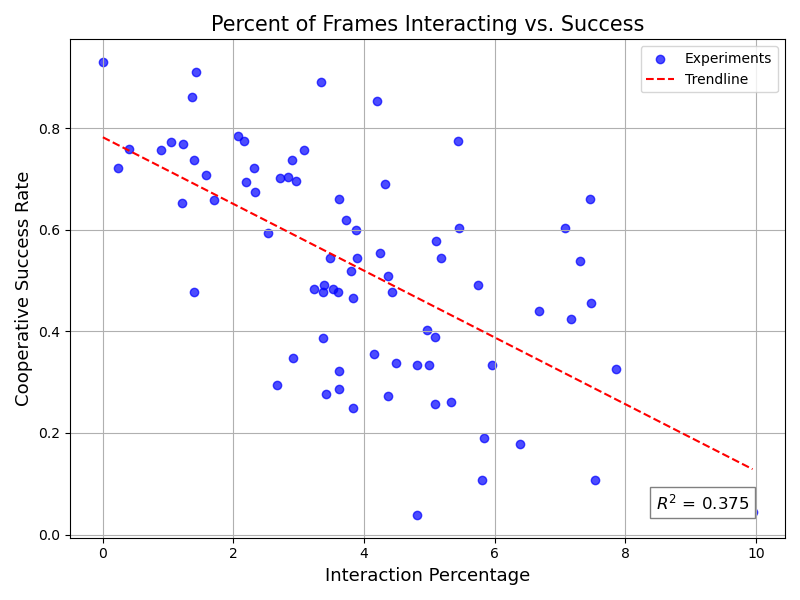 Percent of Frames Interacting vs. Success
Experiments
Trendline
Cooperative Success Rate
0.8
0.6
0.4
0.2
0.0
R² = 0.375
0 2 4 6 8 10
Interaction Percentage